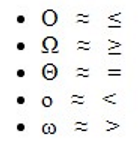 • O ≈ ≤
• Ω ≈ ≥
• Θ ≈ =
• o ≈ <
• ω ≈ >